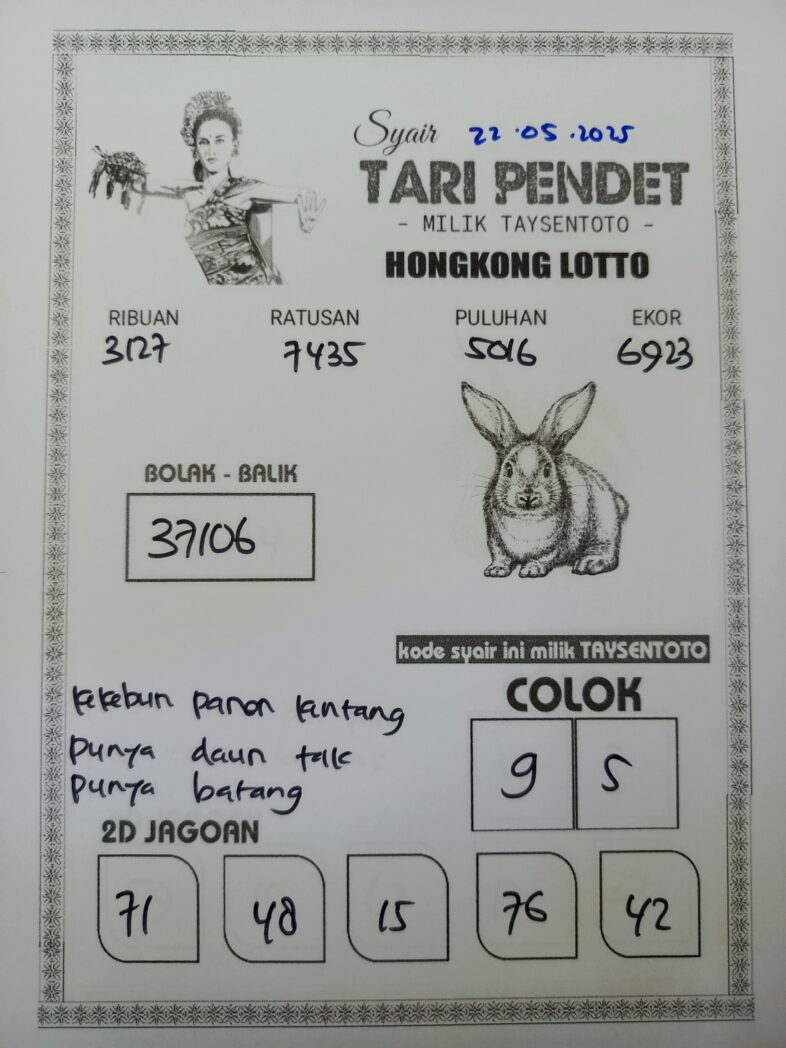 Syair 22.05.2025
TARI PENDET
- MILIK TAYSENTOTO -
HONGKONG LOTTO
RIBUAN RATUSAN PULUHAN EKOR
3127 7435 5016 6923
BOLAK - BALIK
37106
kode syair ini milik TAYSENTOTO
kekebun panon kentang
punya daun tak
punya batang
COLOK
9 5
2D JAGOAN
71 48 15 76 42